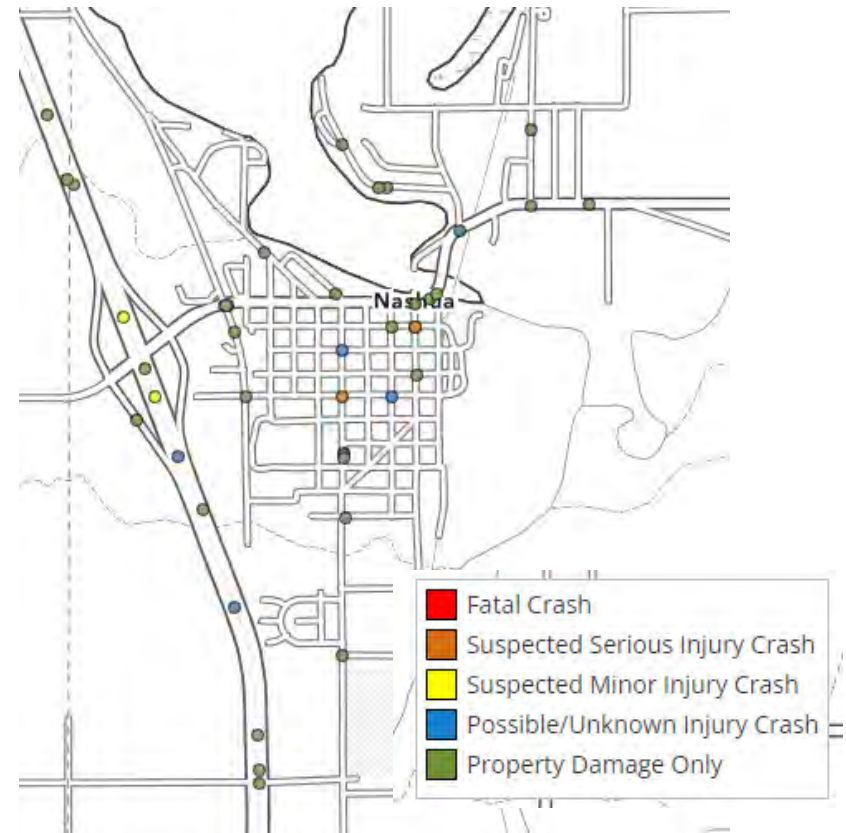 Nashua
Fatal Crash
Suspected Serious Injury Crash
Suspected Minor Injury Crash
Possible/Unknown Injury Crash
Property Damage Only